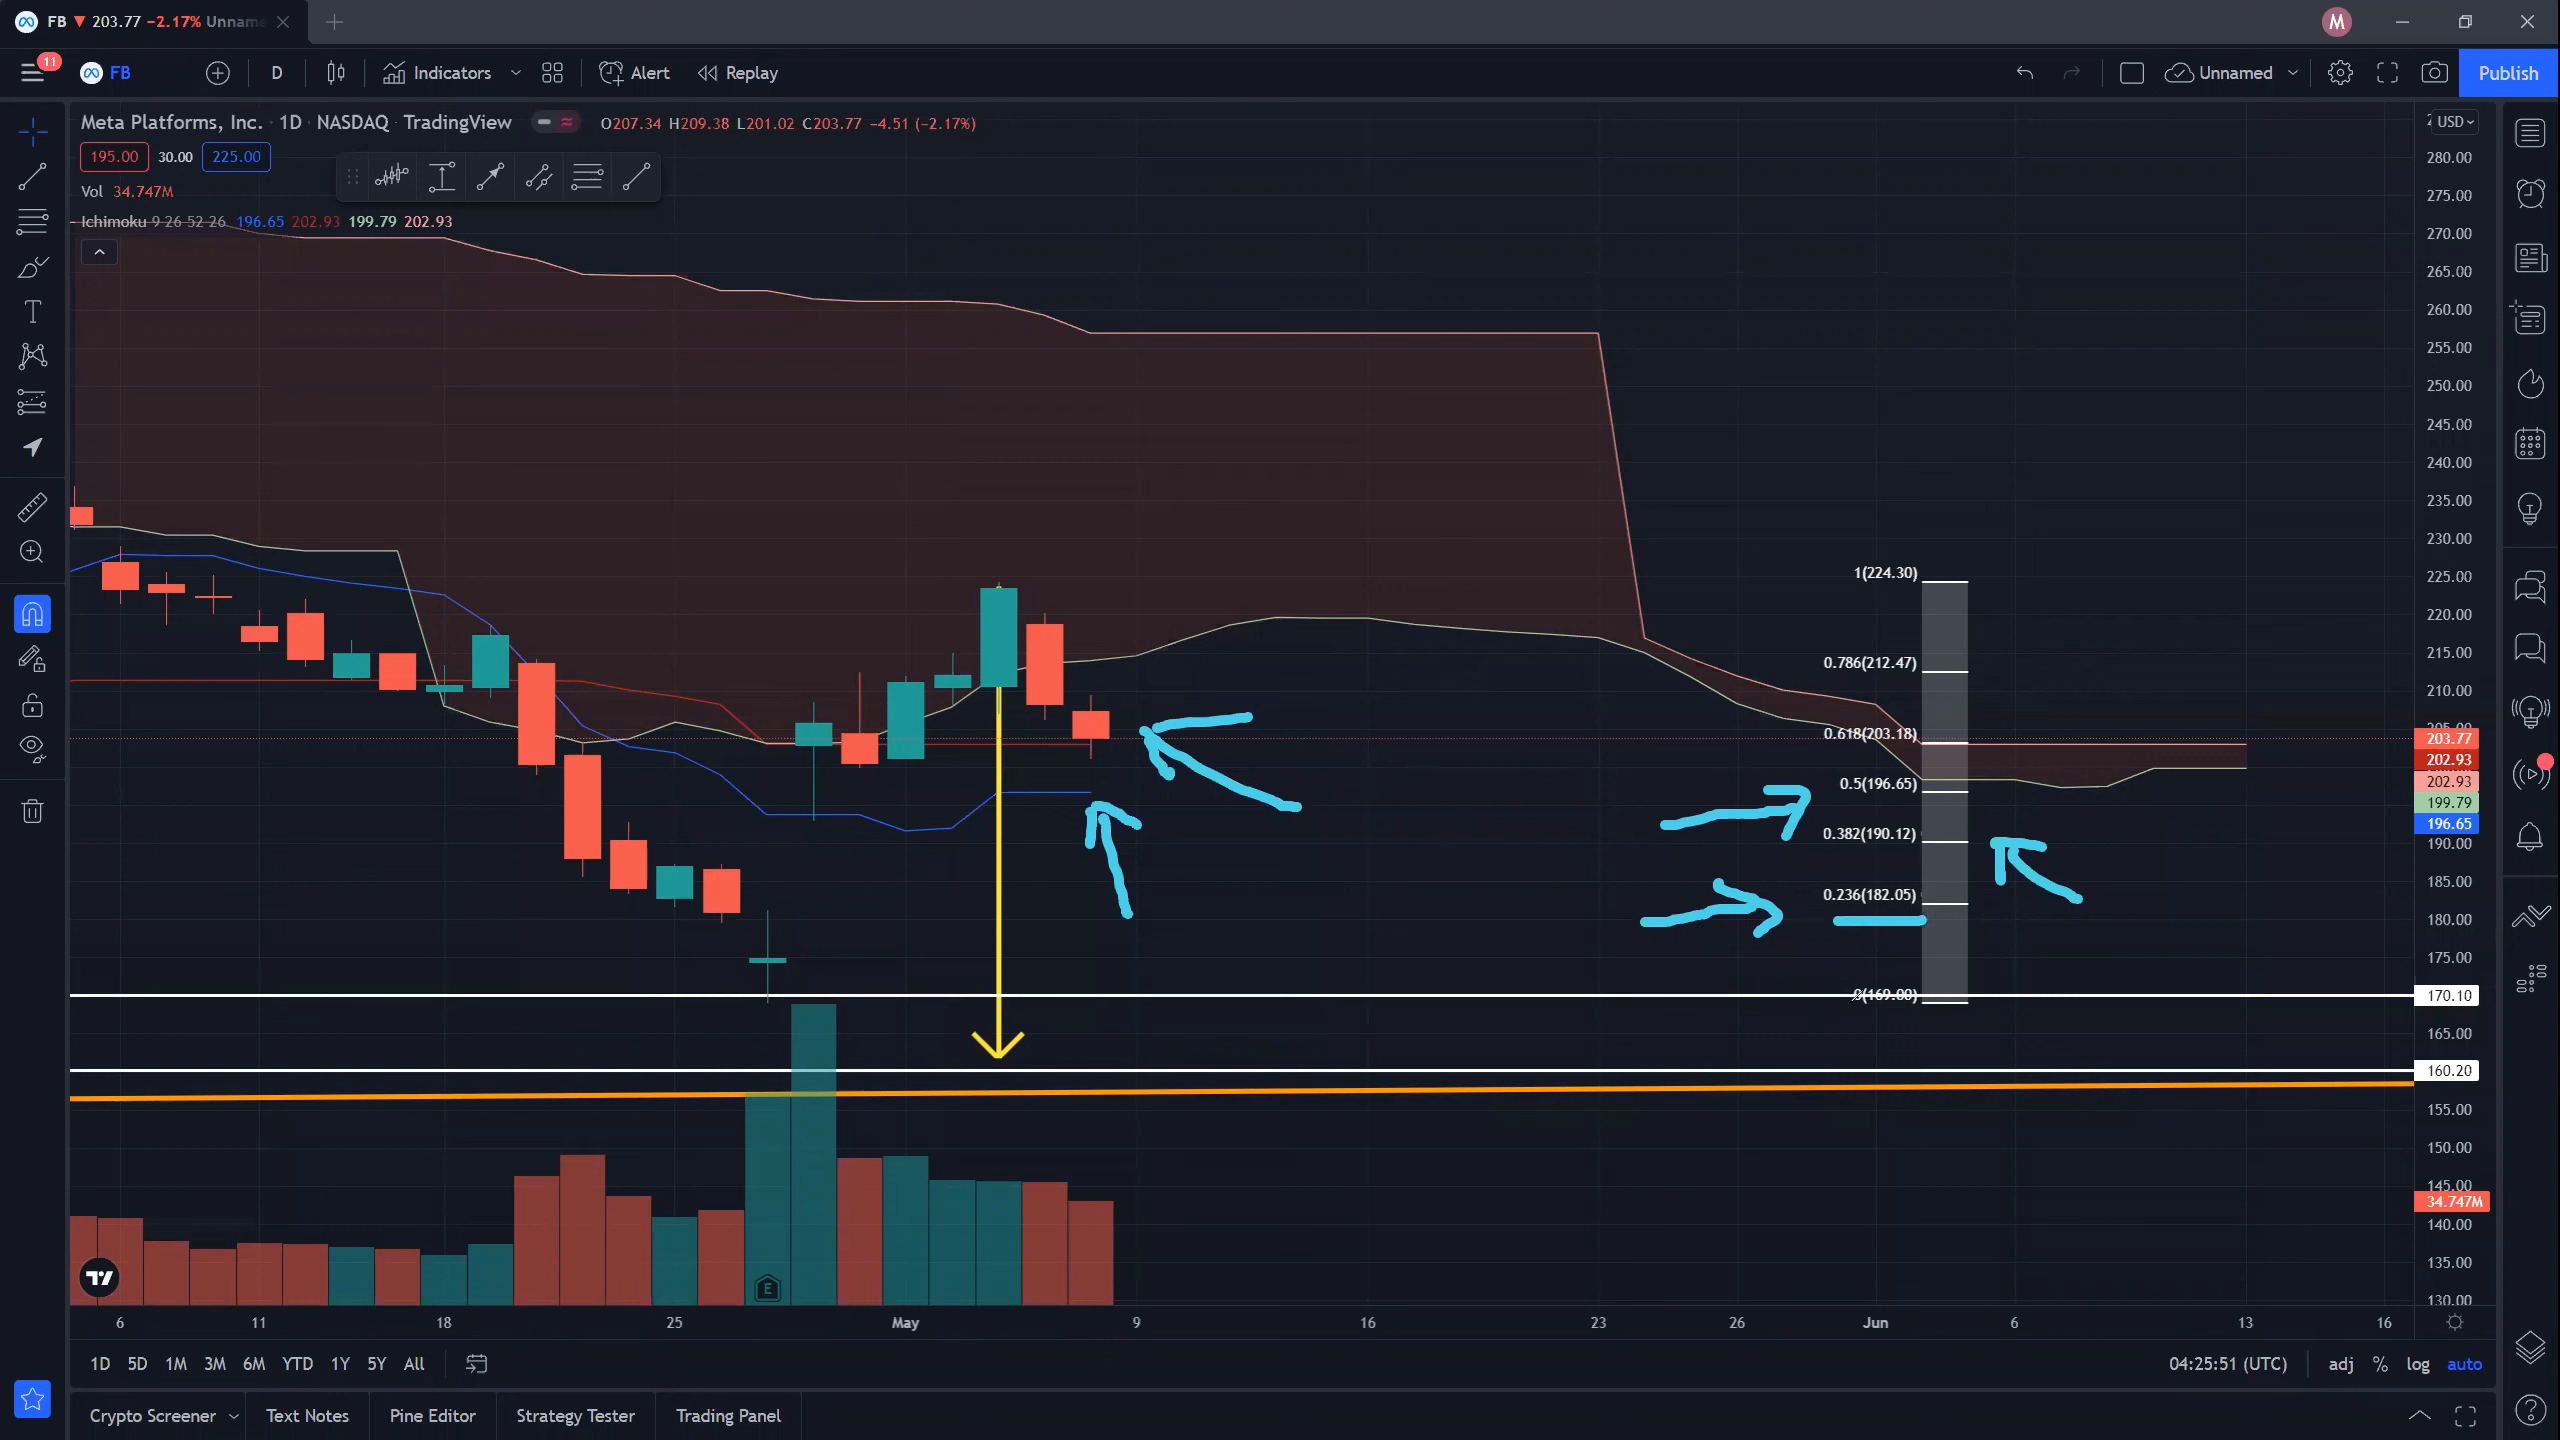 FB ▼ 203.77 −2.17% Unname
M
11
FB
D
Indicators
Alert
Replay
Unnamed
Publish
Meta Platforms, Inc. · 1D · NASDAQ · TradingView
O207.34 H209.38 L201.02 C203.77 −4.51 (−2.17%)
USD
195.00 30.00 225.00
Vol 34.747M
Ichimoku 9 26 52 26 196.65 202.93 199.79 202.93
280.00
275.00
270.00
265.00
260.00
255.00
250.00
245.00
240.00
235.00
230.00
225.00
220.00
215.00
210.00
205.00
203.77
202.93
202.93
199.79
196.65
190.00
185.00
180.00
175.00
170.10
165.00
160.20
155.00
150.00
145.00
34.747M
140.00
135.00
130.00
1(224.30)
0.786(212.47)
0.618(203.18)
0.5(196.65)
0.382(190.12)
0.236(182.05)
0(169.00)
E
6 11 18 25 May 9 16 23 26 Jun 6 13 16
1D 5D 1M 3M 6M YTD 1Y 5Y All
04:25:51 (UTC) adj % log auto
Crypto Screener Text Notes Pine Editor Strategy Tester Trading Panel